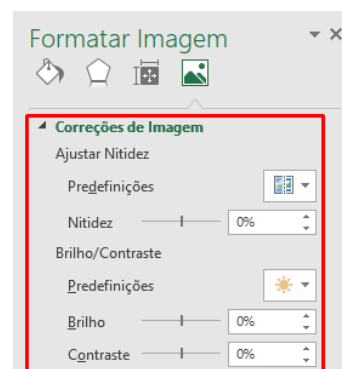 Formatar Imagem
Correções de Imagem
Ajustar Nitidez
Predefinições
Nitidez 0%
Brilho/Contraste
Predefinições
Brilho 0%
Contraste 0%